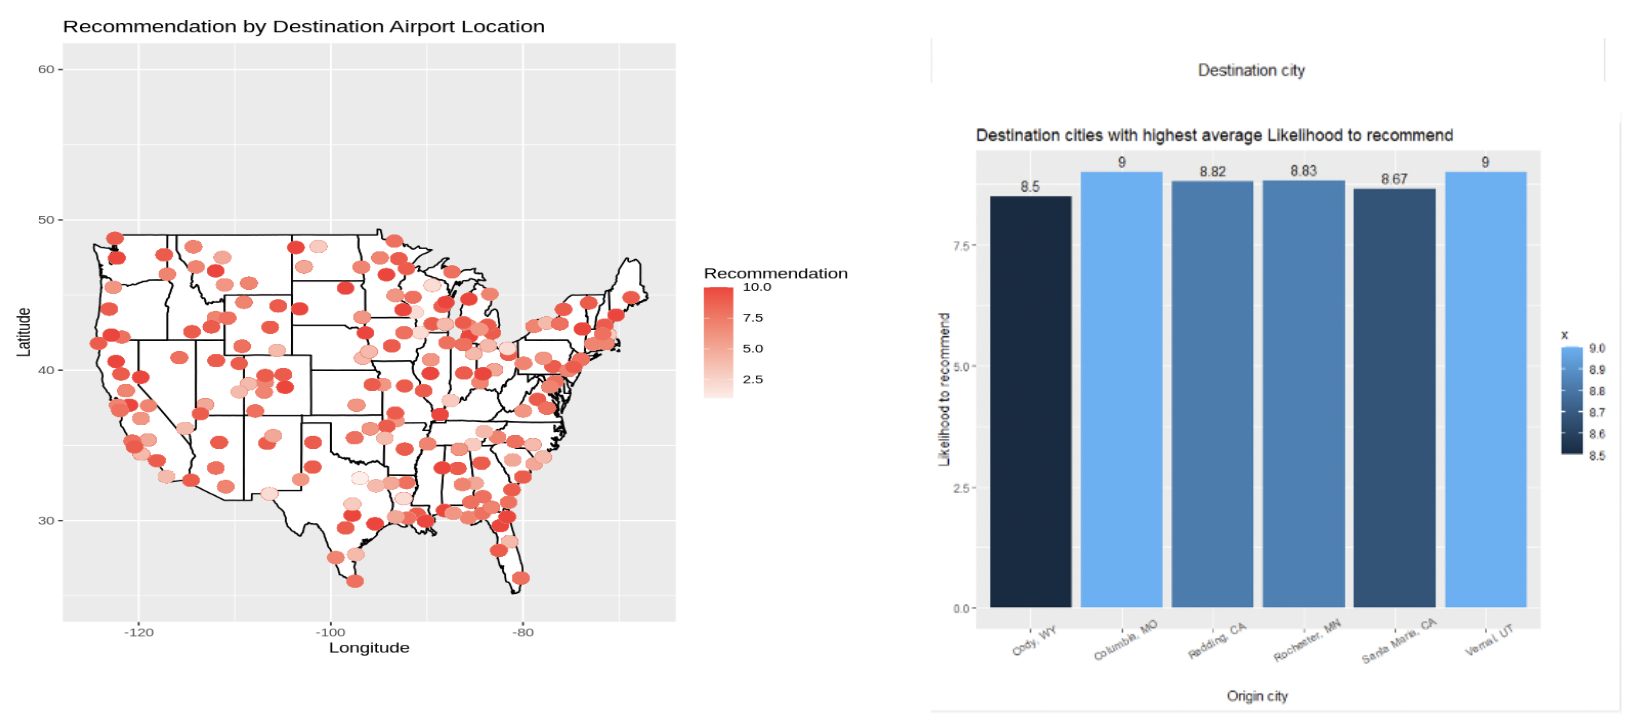 Recommendation by Destination Airport Location
60
50
40
30
Latitude
-120
-100
-80
Longitude
Recommendation
10.0
7.5
5.0
2.5
Destination city
Destination cities with highest average Likelihood to recommend
8.5
9
8.82
8.83
8.67
9
7.5
5.0
2.5
0.0
Likelihood to recommend
Cody, WY
Columbia, MO
Redding, CA
Rochester, MN
Santa Maria, CA
Vernal, UT
Origin city
x
9.0
8.9
8.8
8.7
8.6
8.5